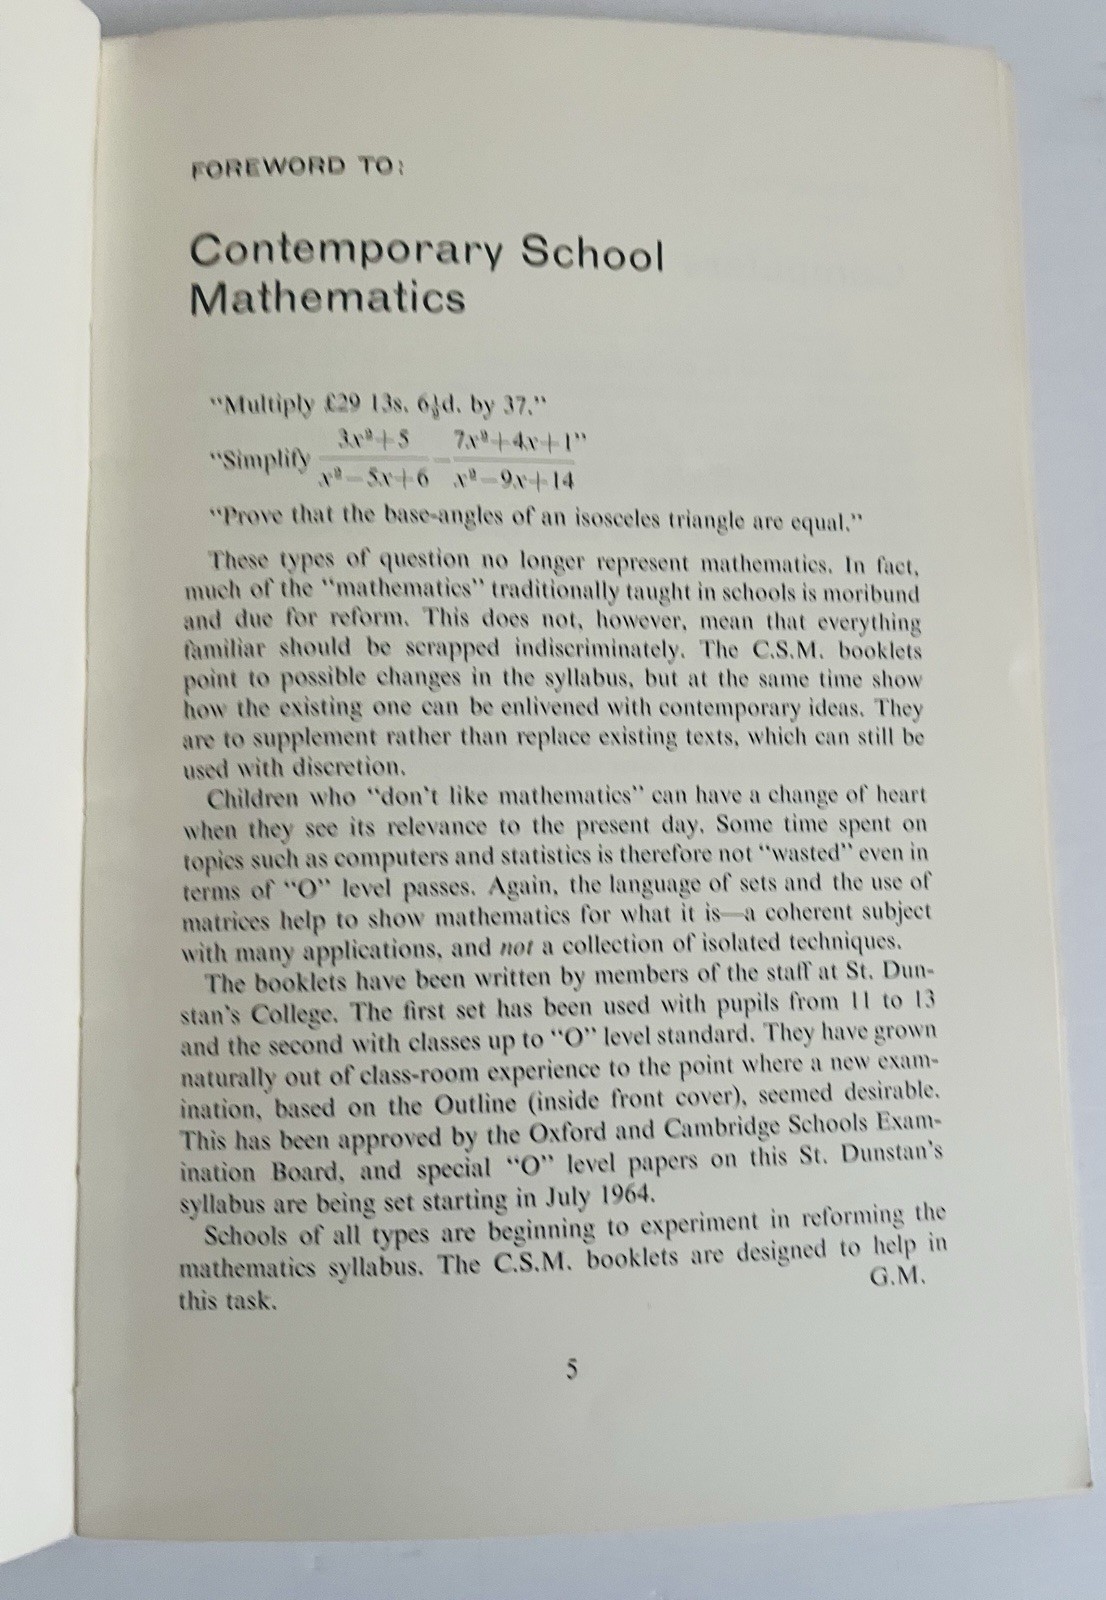 FOREWORD TO:
Contemporary School
Mathematics
“Multiply £29 13s. 6½d. by 37.”
“Simplify (3x²+5)/(x²−5x+6) − (7x²+4x+1)/(x²−9x+14)”
“Prove that the base-angles of an isosceles triangle are equal.”
These types of question no longer represent mathematics. In fact,
much of the “mathematics” traditionally taught in schools is moribund
and due for reform. This does not, however, mean that everything
familiar should be scrapped indiscriminately. The C.S.M. booklets
point to possible changes in the syllabus, but at the same time show
how the existing one can be enlivened with contemporary ideas. They
are to supplement rather than replace existing texts, which can still be
used with discretion.
Children who “don’t like mathematics” can have a change of heart
when they see its relevance to the present day. Some time spent on
topics such as computers and statistics is therefore not “wasted” even in
terms of “O” level passes. Again, the language of sets and the use of
matrices help to show mathematics for what it is—a coherent subject
with many applications, and not a collection of isolated techniques.
The booklets have been written by members of the staff at St. Dun-
stan’s College. The first set has been used with pupils from 11 to 13
and the second with classes up to “O” level standard. They have grown
naturally out of class-room experience to the point where a new exam-
ination, based on the Outline (inside front cover), seemed desirable.
This has been approved by the Oxford and Cambridge Schools Exam-
ination Board, and special “O” level papers on this St. Dunstan’s
syllabus are being set starting in July 1964.
Schools of all types are beginning to experiment in reforming the
mathematics syllabus. The C.S.M. booklets are designed to help in
this task.
G.M.
5